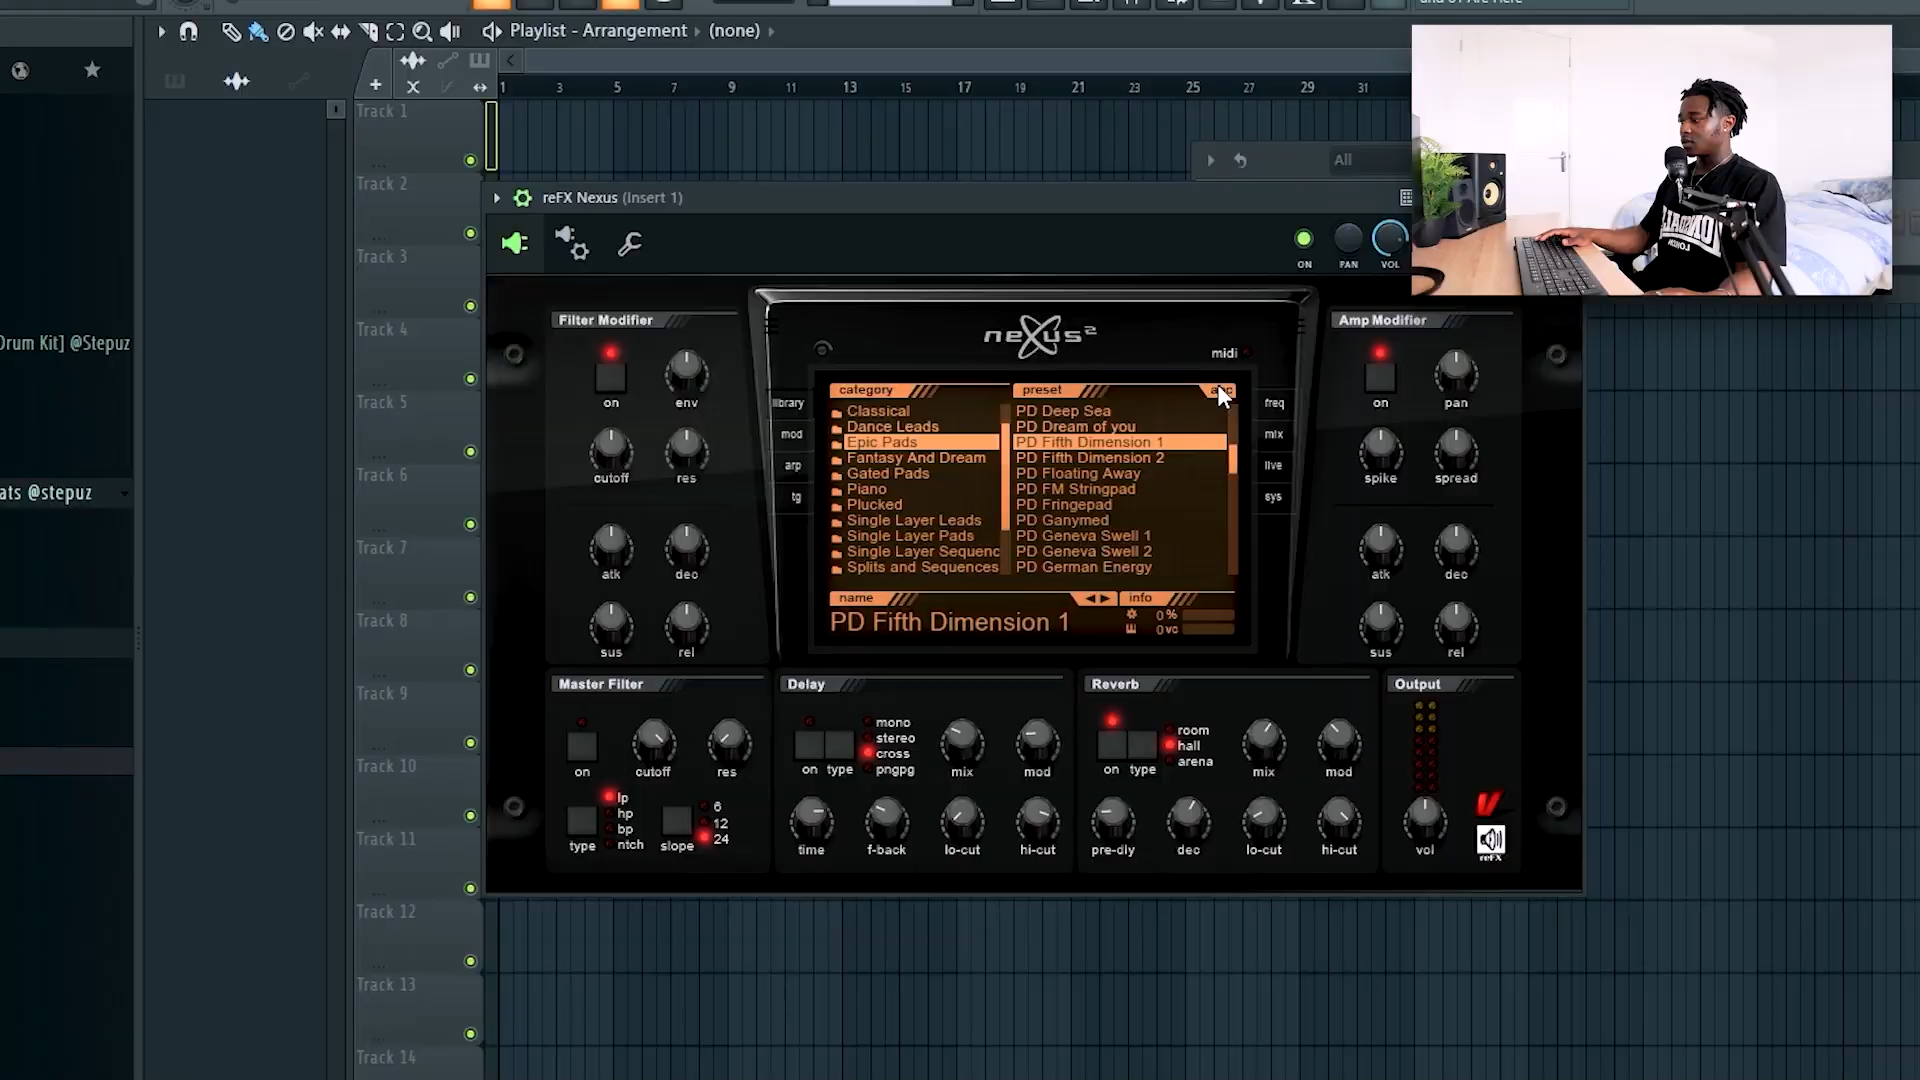 Playlist - Arrangement
(none)
1 3 5 7 9 11 13 15 17 19 21 23 25 27 29 31
Track 1
Track 2
Track 3
Track 4
Track 5
Track 6
Track 7
Track 8
Track 9
Track 10
Track 11
Track 12
Track 13
Track 14
Drum Kit] @Stepuz
ats @stepuz
All
reFX Nexus (Insert 1)
ON PAN VOL
Filter Modifier
on env
cutoff res
atk dec
sus rel
nexus²
midi
library
mod
arp
tg
category
Classical
Dance Leads
Epic Pads
Fantasy And Dream
Gated Pads
Piano
Plucked
Single Layer Leads
Single Layer Pads
Single Layer Sequenc
Splits and Sequences
preset
PD Deep Sea
PD Dream of you
PD Fifth Dimension 1
PD Fifth Dimension 2
PD Floating Away
PD FM Stringpad
PD Fringepad
PD Ganymed
PD Geneva Swell 1
PD Geneva Swell 2
PD German Energy
name
PD Fifth Dimension 1
info
0 %
0 vc
freq
mix
live
sys
Amp Modifier
on pan
spike spread
atk dec
sus rel
Master Filter
on cutoff res
type
lp
hp
bp
ntch
slope
6
12
24
Delay
on type
mono
stereo
cross
pngpg
mix mod
time f-back lo-cut hi-cut
Reverb
on type
room
hall
arena
mix mod
pre-dly dec lo-cut hi-cut
Output
vol
reFX